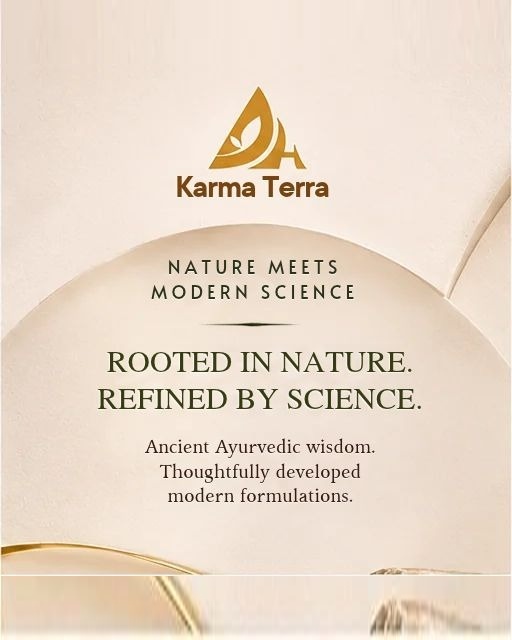 Karma Terra
NATURE MEETS
MODERN SCIENCE
ROOTED IN NATURE.
REFINED BY SCIENCE.
Ancient Ayurvedic wisdom.
Thoughtfully developed
modern formulations.